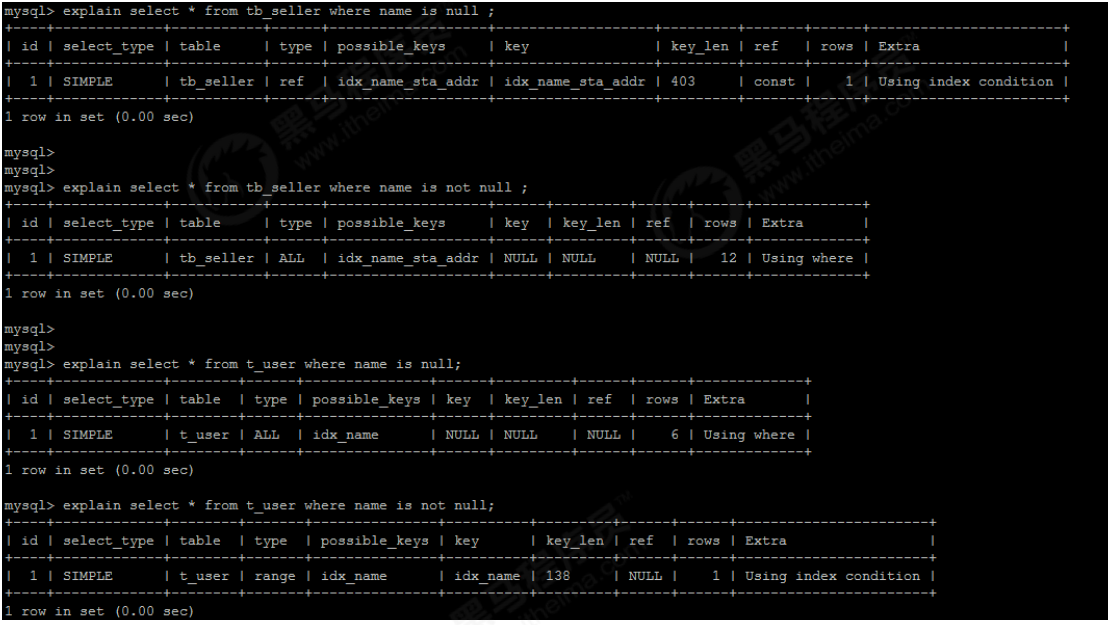 mysql> explain select * from tb_seller where name is null ;
+----+-------------+-----------+------+-------------------+-------------------+---------+-------+------+-----------------------+
| id | select_type | table     | type | possible_keys     | key               | key_len | ref   | rows | Extra                 |
+----+-------------+-----------+------+-------------------+-------------------+---------+-------+------+-----------------------+
|  1 | SIMPLE      | tb_seller | ref  | idx_name_sta_addr | idx_name_sta_addr | 403     | const |    1 | Using index condition |
+----+-------------+-----------+------+-------------------+-------------------+---------+-------+------+-----------------------+
1 row in set (0.00 sec)
mysql>
mysql>
mysql> explain select * from tb_seller where name is not null ;
+----+-------------+-----------+------+-------------------+------+---------+------+------+-------------+
| id | select_type | table     | type | possible_keys     | key  | key_len | ref  | rows | Extra       |
+----+-------------+-----------+------+-------------------+------+---------+------+------+-------------+
|  1 | SIMPLE      | tb_seller | ALL  | idx_name_sta_addr | NULL | NULL    | NULL |   12 | Using where |
+----+-------------+-----------+------+-------------------+------+---------+------+------+-------------+
1 row in set (0.00 sec)
mysql>
mysql>
mysql> explain select * from t_user where name is null;
+----+-------------+--------+------+---------------+------+---------+------+------+-------------+
| id | select_type | table  | type | possible_keys | key  | key_len | ref  | rows | Extra       |
+----+-------------+--------+------+---------------+------+---------+------+------+-------------+
|  1 | SIMPLE      | t_user | ALL  | idx_name      | NULL | NULL    | NULL |    6 | Using where |
+----+-------------+--------+------+---------------+------+---------+------+------+-------------+
1 row in set (0.00 sec)
mysql> explain select * from t_user where name is not null;
+----+-------------+--------+-------+---------------+----------+---------+------+------+-----------------------+
| id | select_type | table  | type  | possible_keys | key      | key_len | ref  | rows | Extra                 |
+----+-------------+--------+-------+---------------+----------+---------+------+------+-----------------------+
|  1 | SIMPLE      | t_user | range | idx_name      | idx_name | 138     | NULL |    1 | Using index condition |
+----+-------------+--------+-------+---------------+----------+---------+------+------+-----------------------+
1 row in set (0.00 sec)
黑马程序员
www.itheima.com
黑马程序员
www.itheima.com